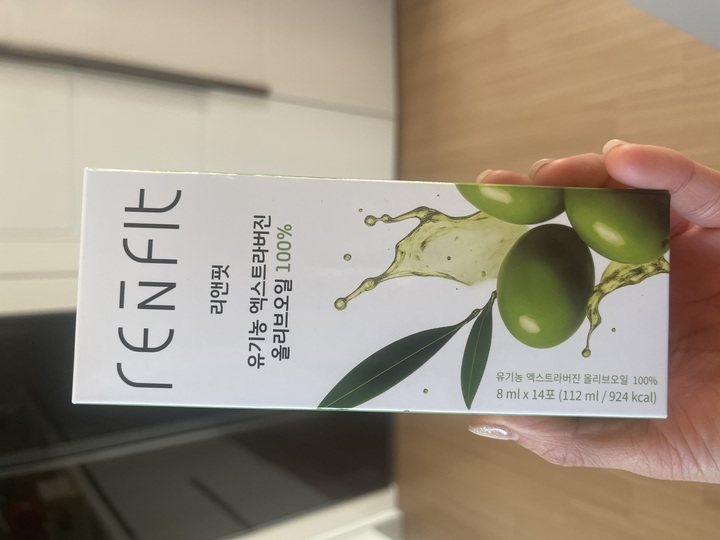 renfit
리앤핏
유기농 엑스트라버진
올리브오일 100%
유기농 엑스트라버진 올리브오일 100%
8 ml x 14포 (112 ml / 924 kcal)